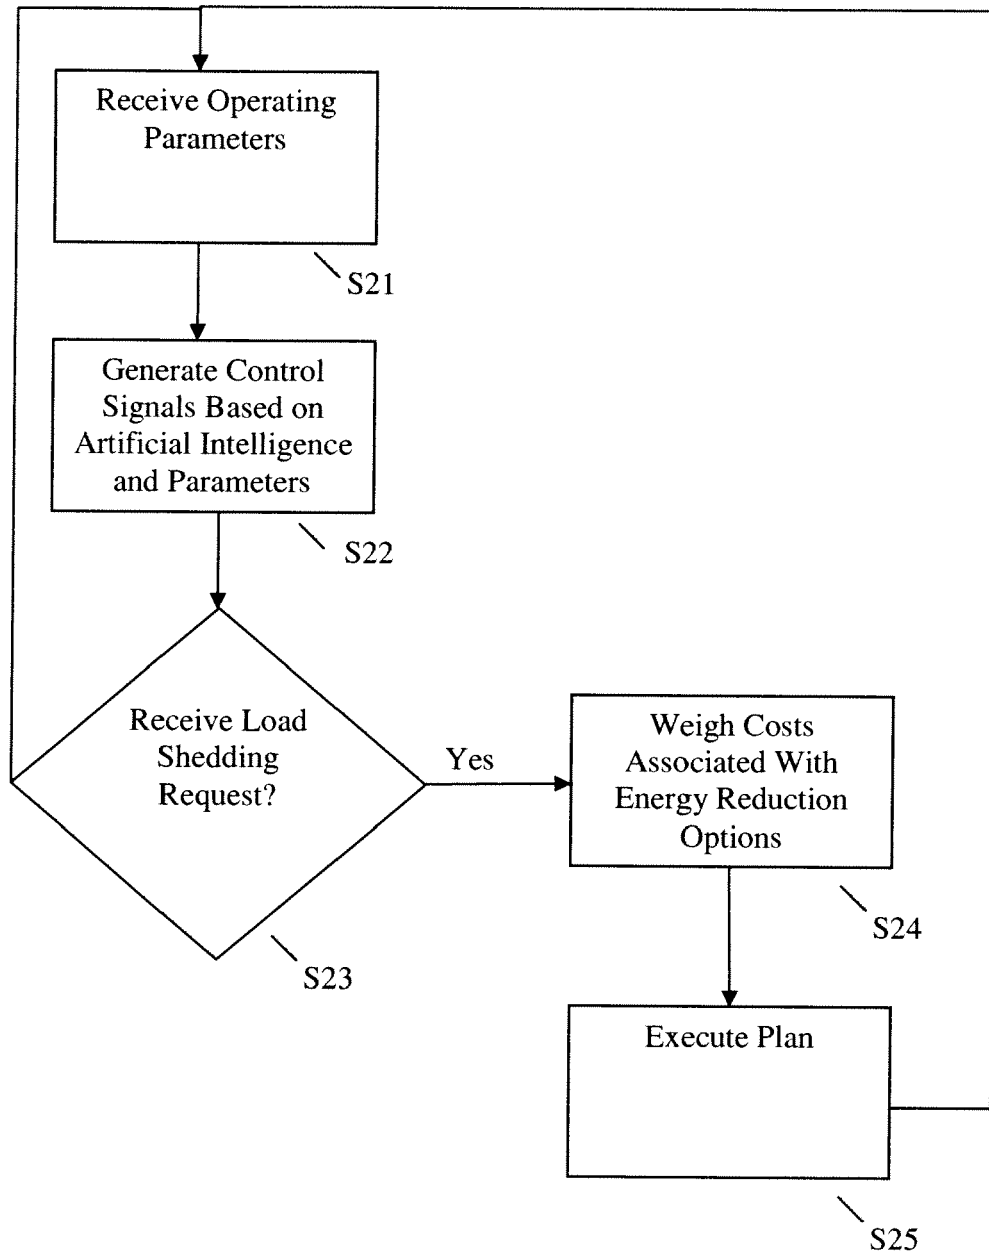 Receive Operating
Parameters
S21
Generate Control
Signals Based on
Artificial Intelligence
and Parameters
S22
Receive Load
Shedding
Request?
S23
Yes
Weigh Costs
Associated With
Energy Reduction
Options
S24
Execute Plan
S25